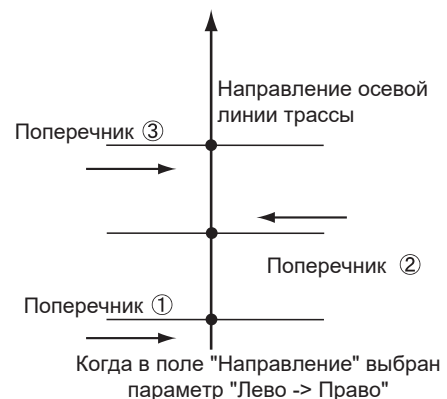 Направление осевой
линии трассы
Поперечник ③
Поперечник ②
Поперечник ①
Когда в поле "Направление" выбран
параметр "Лево -> Право"